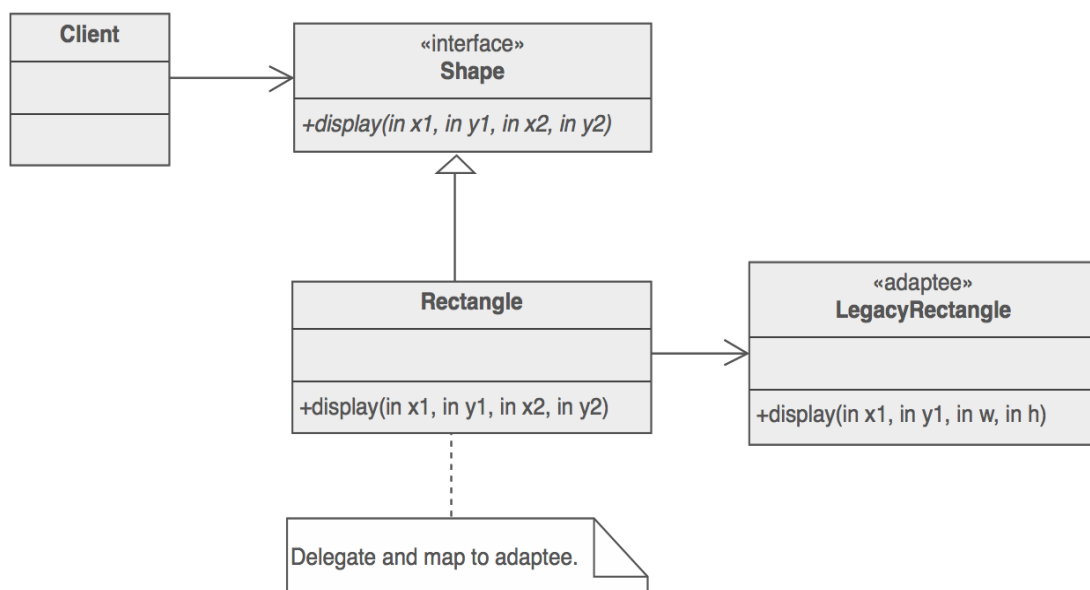 Client
«interface»
Shape
+display(in x1, in y1, in x2, in y2)
Rectangle
+display(in x1, in y1, in x2, in y2)
«adaptee»
LegacyRectangle
+display(in x1, in y1, in w, in h)
Delegate and map to adaptee.